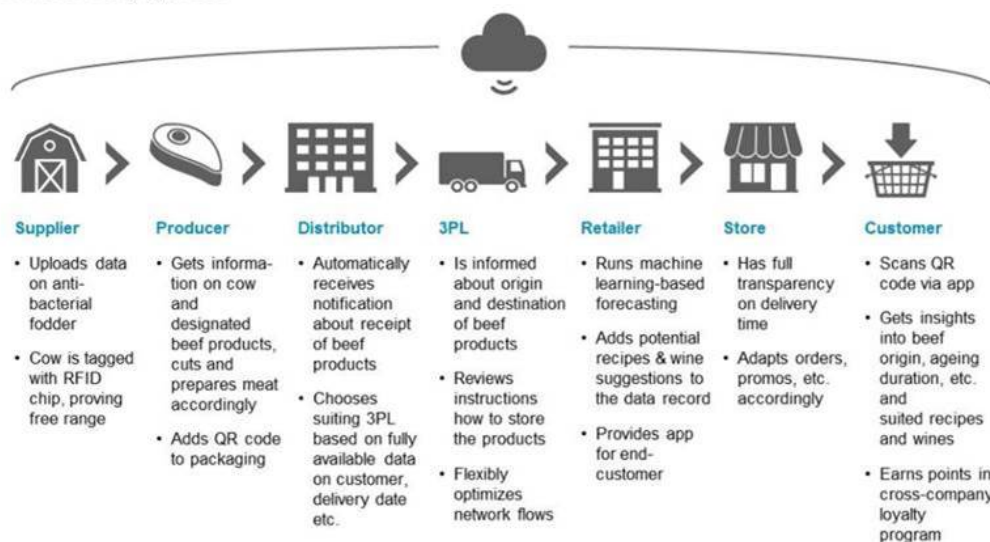 Supplier
• Uploads data
on anti-
bacterial
fodder
• Cow is tagged
with RFID
chip, proving
free range
Producer
• Gets informa-
tion on cow
and
designated
beef products,
cuts and
prepares meat
accordingly
• Adds QR code
to packaging
Distributor
• Automatically
receives
notification
about receipt
of beef
products
• Chooses
suiting 3PL
based on fully
available data
on customer,
delivery date
etc.
3PL
• Is informed
about origin
and destination
of beef
products
• Reviews
instructions
how to store
the products
• Flexibly
optimizes
network flows
Retailer
• Runs machine
learning-based
forecasting
• Adds potential
recipes & wine
suggestions to
the data record
• Provides app
for end-
customer
Store
• Has full
transparency
on delivery
time
• Adapts orders,
promos, etc.
accordingly
Customer
• Scans QR
code via app
• Gets insights
into beef
origin, ageing
duration, etc.
and
suited recipes
and wines
• Earns points in
cross-company
loyalty
program